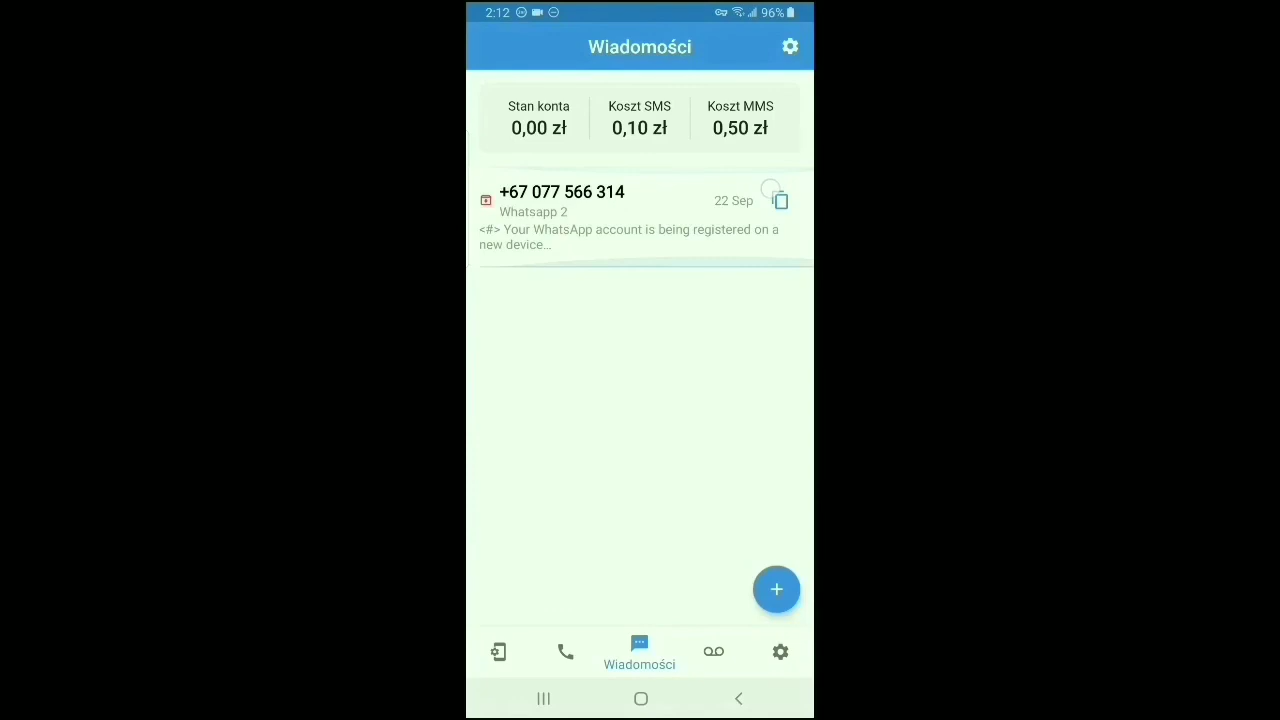 2:12 96%
Wiadomości
Stan konta Koszt SMS Koszt MMS
0,00 zł 0,10 zł 0,50 zł
+67 077 566 314
22 Sep
Whatsapp 2
<#> Your WhatsApp account is being registered on a
new device...
Wiadomości